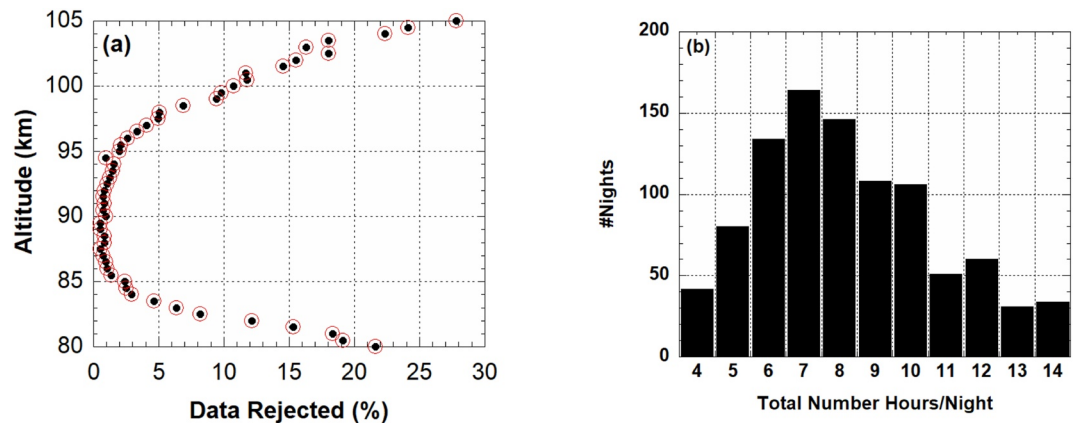 (a)
Altitude (km)
105
100
95
90
85
80
0 5 10 15 20 25 30
Data Rejected (%)
(b)
#Nights
200
150
100
50
0
4 5 6 7 8 9 10 11 12 13 14
Total Number Hours/Night